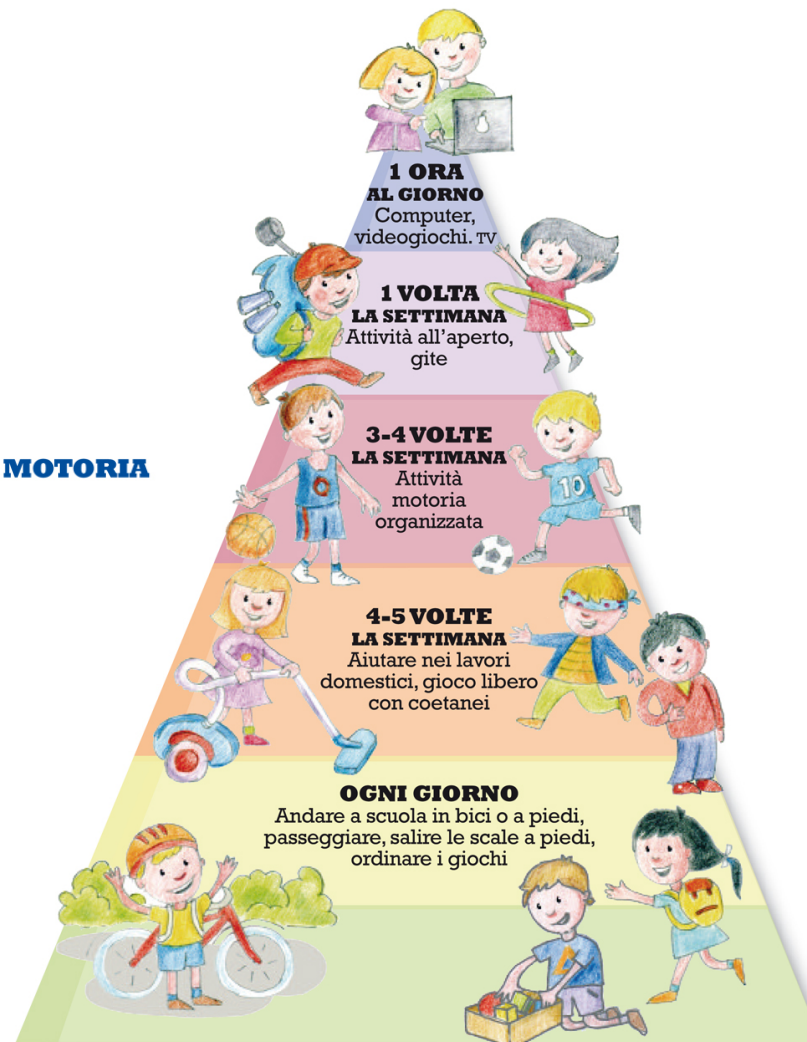 1 ORA
AL GIORNO
Computer,
videogiochi. TV
1 VOLTA
LA SETTIMANA
Attività all'aperto,
gite
MOTORIA
3-4 VOLTE
LA SETTIMANA
Attività
motoria
organizzata
10
4-5 VOLTE
LA SETTIMANA
Aiutare nei lavori
domestici, gioco libero
con coetanei
OGNI GIORNO
Andare a scuola in bici o a piedi,
passeggiare, salire le scale a piedi,
ordinare i giochi